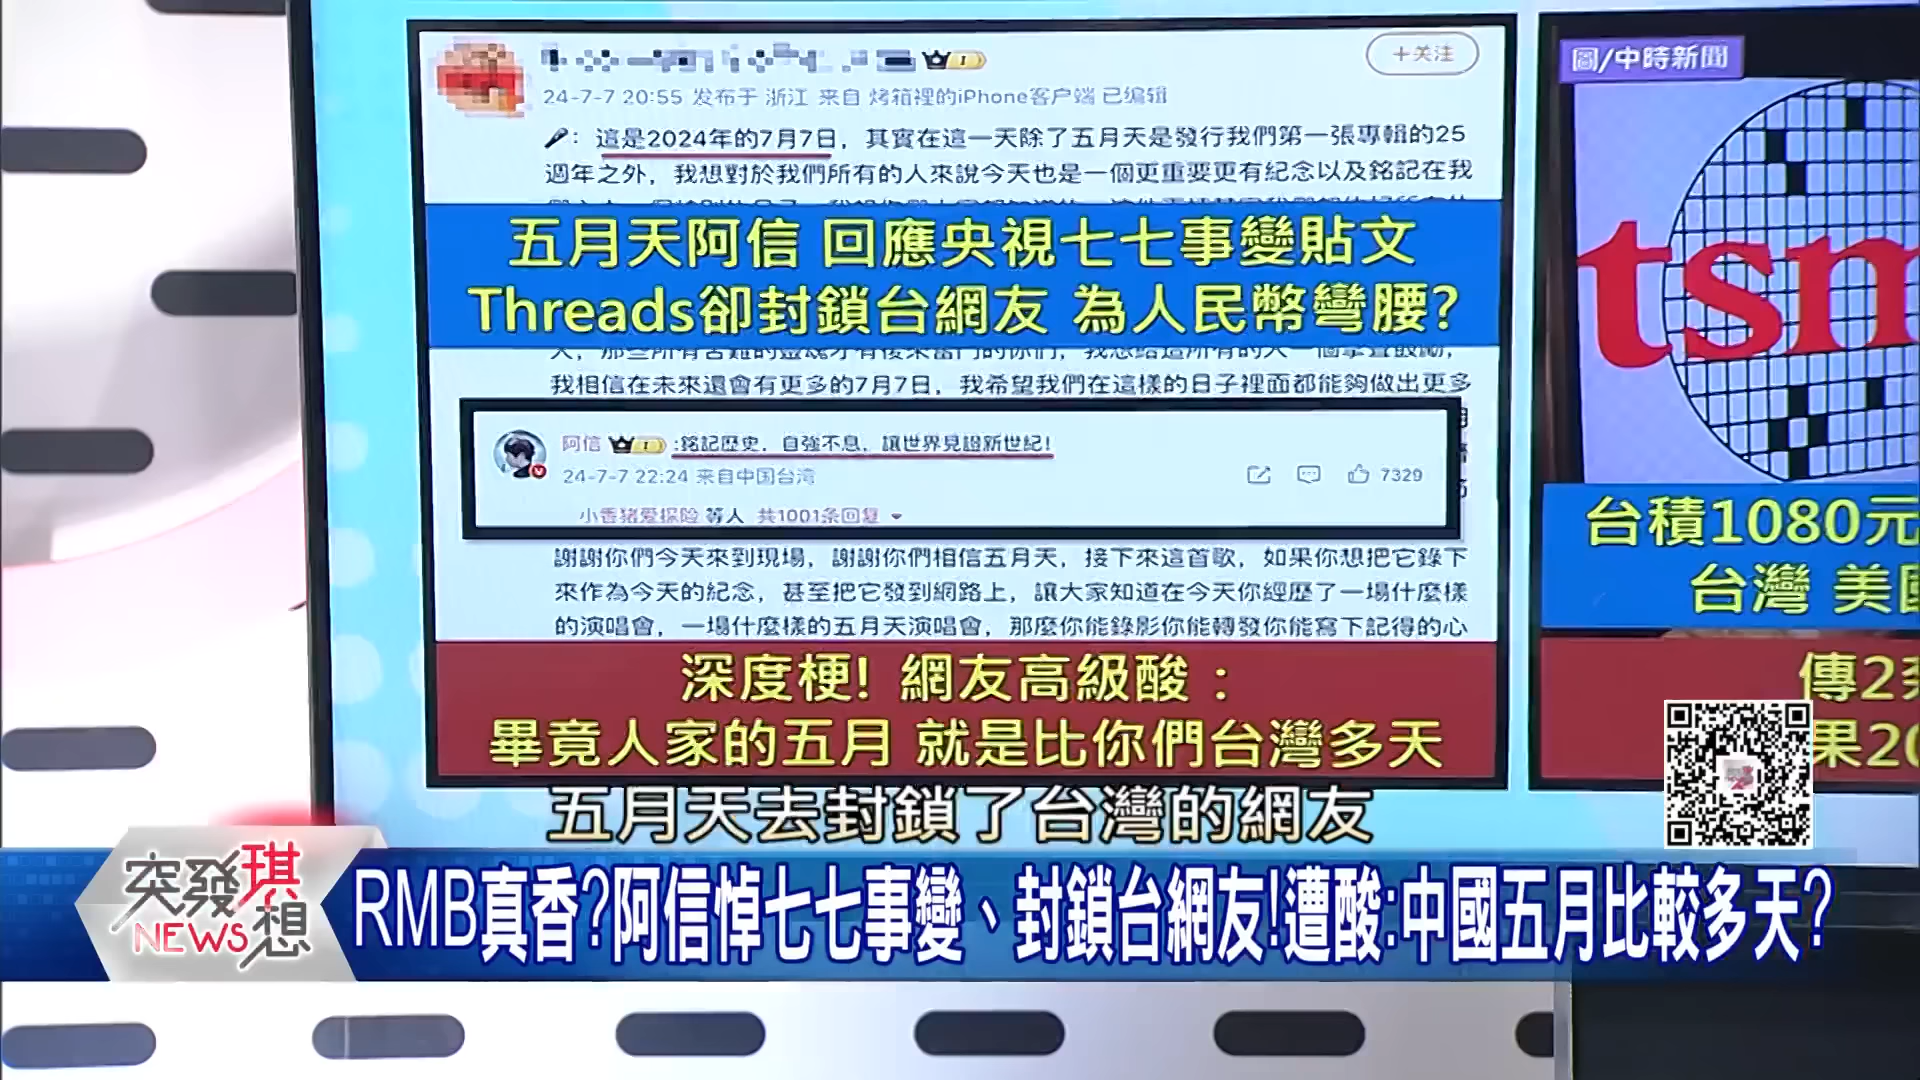 +关注
24-7-7 20:55 发布于 浙江 来自 烤箱裡的iPhone客户端 已编辑
🎤：這是2024年的7月7日，其實在這一天除了五月天是發行我們第一張專輯的25
週年之外，我想對於我們所有的人來說今天也是一個更重要更有紀念以及銘記在我
五月天阿信 回應央視七七事變貼文
Threads卻封鎖台網友 為人民幣彎腰?
我相信在未來還會有更多的7月7日，我希望我們在這樣的日子裡面都能夠做出更多
阿信 I :銘記歷史，自強不息，讓世界見證新世紀!
24-7-7 22:24 来自中国台湾
7329
小香猪爱探险 等人 共1001条回复
謝謝你們今天來到現場，謝謝你們相信五月天，接下來這首歌，如果你想把它錄下
來作為今天的紀念，甚至把它發到網路上，讓大家知道在今天你經歷了一場什麼樣
的演唱會，一場什麼樣的五月天演唱會，那麼你能錄影你能轉發你能寫下記得的心
深度梗! 網友高級酸：
畢竟人家的五月 就是比你們台灣多天
圖/中時新聞
tsm
台積1080元
台灣 美國
傳2
果20
五月天去封鎖了台灣的網友
突發琪想
NEWS
RMB真香?阿信悼七七事變、封鎖台網友!遭酸:中國五月比較多天?